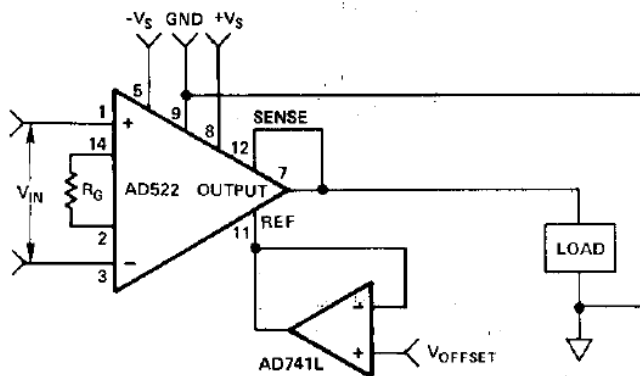 -VS GND +VS
5
9
8
1
+
SENSE
12
14
7
VIN
RG
AD522
OUTPUT
REF
11
2
LOAD
-
3
-
+
AD741L
VOFFSET